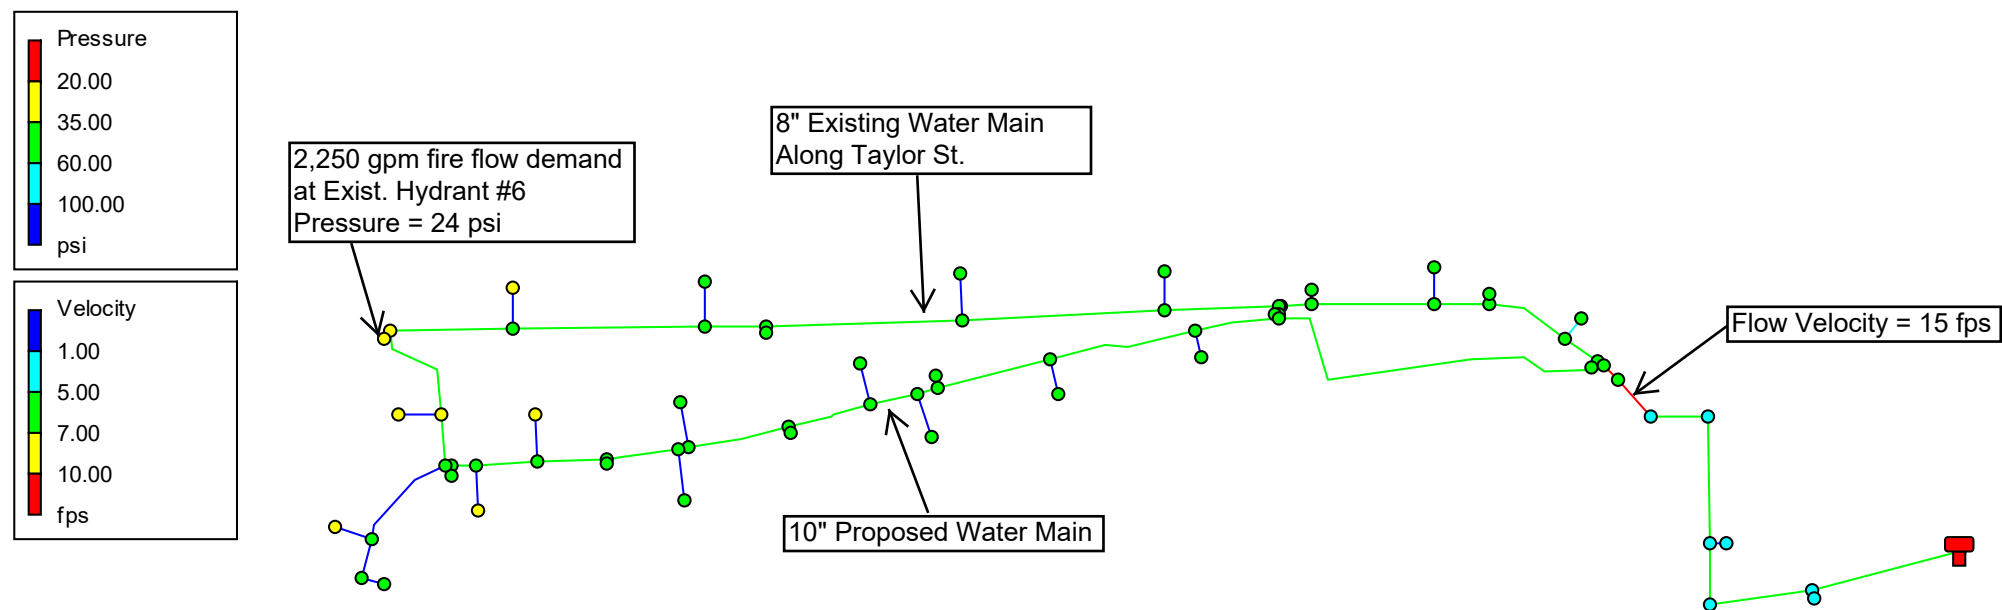 Pressure
20.00
35.00
60.00
100.00
psi
Velocity
1.00
5.00
7.00
10.00
fps
2,250 gpm fire flow demand
at Exist. Hydrant #6
Pressure = 24 psi
8" Existing Water Main
Along Taylor St.
Flow Velocity = 15 fps
10" Proposed Water Main